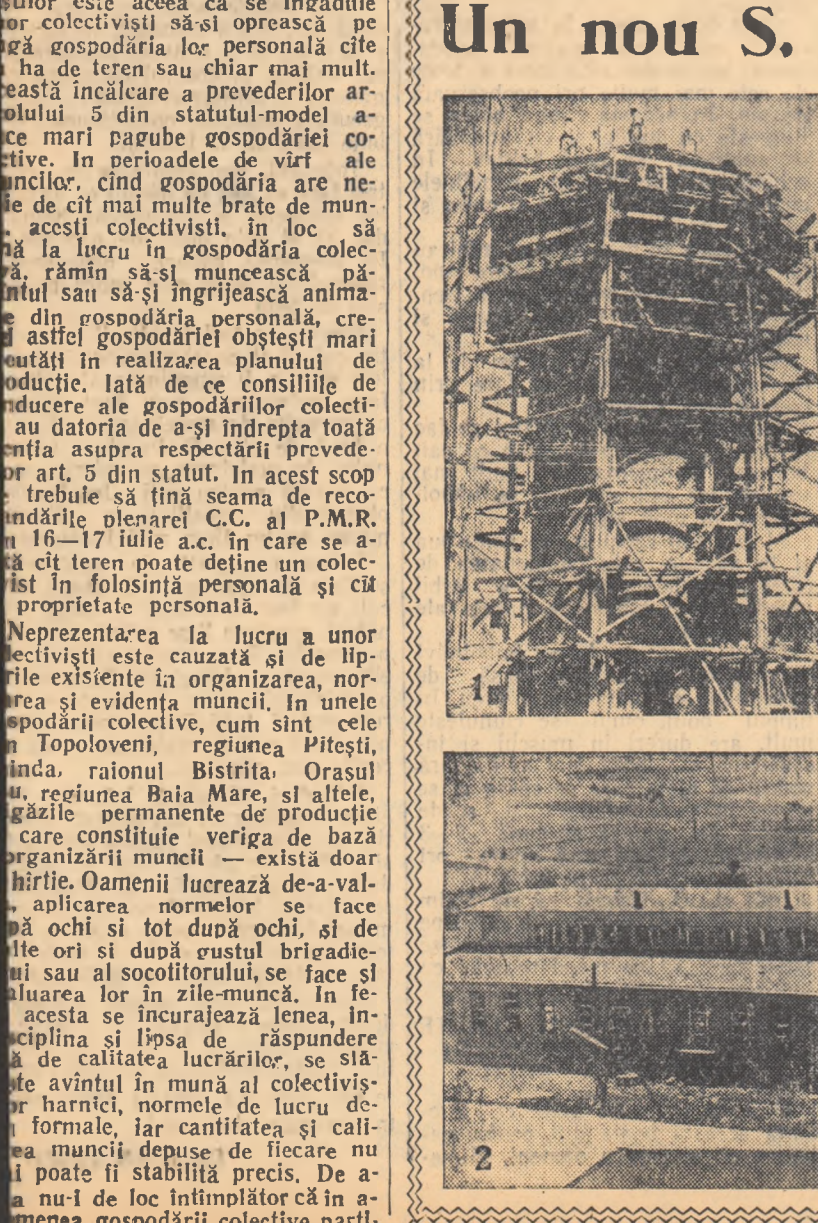 este aceea că se îngăduie
or colectiviști să-și oprească pe
gă gospodăria lor personală cîte
ha de teren sau chiar mai mult.
eastă încălcare a prevederilor ar-
olului 5 din statutul-model a-
ce mari pagube gospodăriei co-
tive. In perioadele de vîrf ale
uncilor, cînd gospodăria are ne-
ie de cît mai multe brațe de mun-
acești colectiviști, în loc să
nă la lucru în gospodăria colec-
ă, rămîn să-și muncească pă-
ntul sau să-și îngrijească anima-
e din gospodăria personală, cre-
astfel gospodăriei obștești mari
eutăți în realizarea planului de
oducție. Iată de ce consiliile de
nducere ale gospodăriilor colecti-
au datoria de a-și îndrepta toată
enția asupra respectării prevede-
or art. 5 din statut. In acest scop
trebuie să țină seama de reco-
ndările plenarei C.C. al P.M.R.
n 16—17 iulie a.c. în care se a-
ă cît teren poate deține un colec-
ist în folosință personală și cît
proprietate personală.
Neprezentarea la lucru a unor
lectiviști este cauzată și de lip-
rile existente în organizarea, nor-
rea și evidența muncii. In unele
spodării colective, cum sînt cele
n Topoloveni, regiunea Pitești,
inda, raionul Bistrița, Orașul
u, regiunea Baia Mare, și altele,
găzile permanente de producție
care constituie veriga de bază
organizării muncii — există doar
hîrtie. Oamenii lucrează de-a-val-
, aplicarea normelor se face
pă ochi și tot după ochi, și de
lte ori și după gustul brigadie-
ui sau al socotitorului, se face și
aluarea lor în zile-muncă. In fe-
acesta se încurajează lenea, in-
ciplina și lipsa de răspundere
ă de calitatea lucrărilor, se slă-
te avîntul în mună al colectiviș-
or harnici, normele de lucru de-
formale, iar cantitatea și cali-
ea muncii depuse de fiecare nu
i poate fi stabilită precis. De a-
a nu-i de loc întîmplător că în a-
menea gospodării colective parti-
Un nou S.
1
2